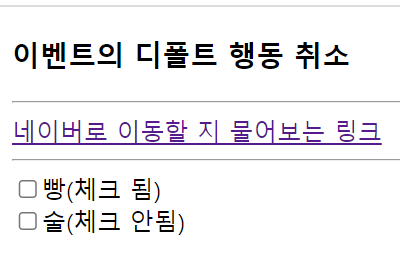 이벤트의 디폴트 행동 취소
네이버로 이동할 지 물어보는 링크
빵(체크 됨)
술(체크 안됨)